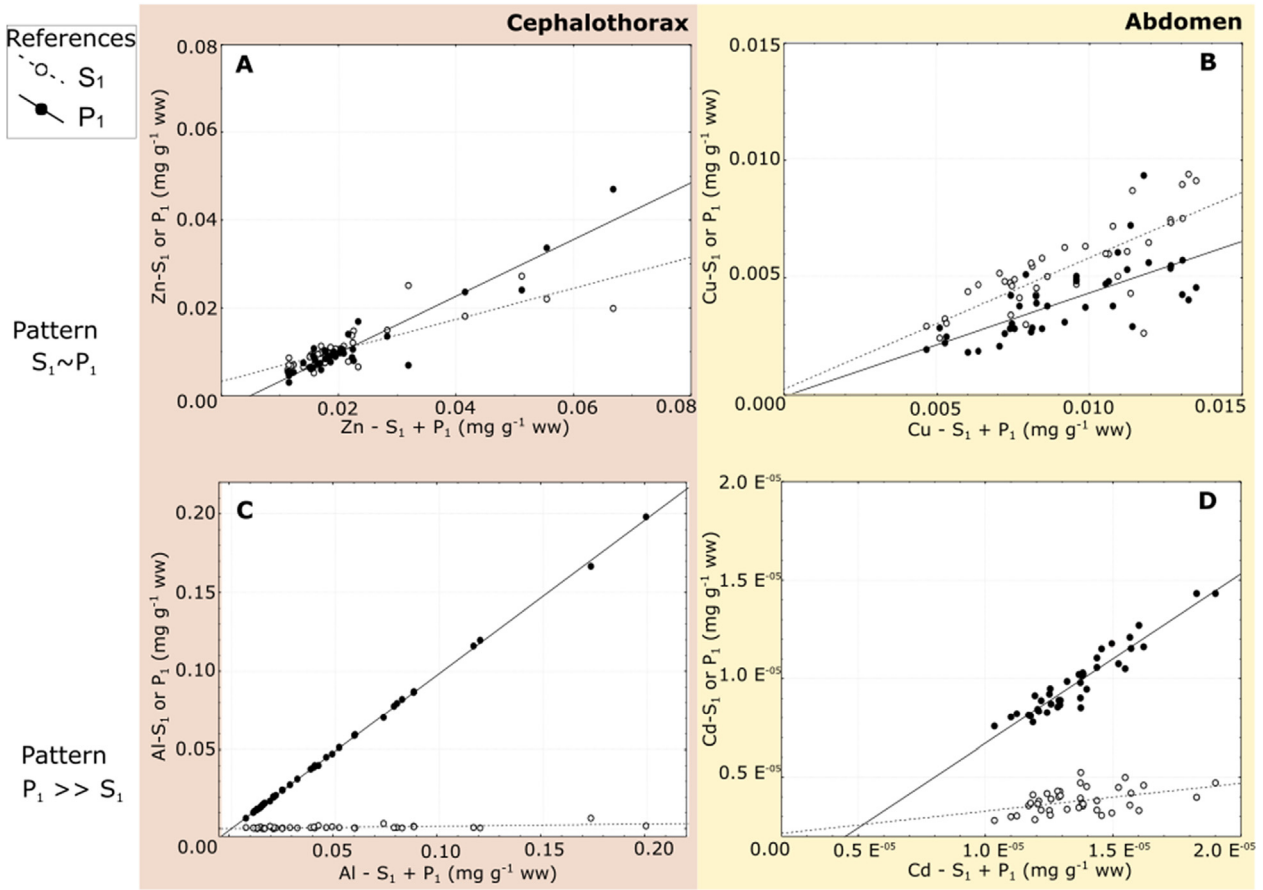 References
S₁
P₁
Cephalothorax
Abdomen
Pattern
S₁~P₁
A
Zn-S₁ or P₁ (mg g⁻¹ ww)
0.08
0.06
0.04
0.02
0.00
0.02 0.04 0.06 0.08
Zn - S₁ + P₁ (mg g⁻¹ ww)
B
Cu-S₁ or P₁ (mg g⁻¹ ww)
0.015
0.010
0.005
0.000
0.005 0.010 0.015
Cu - S₁ + P₁ (mg g⁻¹ ww)
Pattern
P₁ >> S₁
C
Al-S₁ or P₁ (mg g⁻¹ ww)
0.20
0.15
0.10
0.05
0.00
0.05 0.10 0.15 0.20
Al - S₁ + P₁ (mg g⁻¹ ww)
D
Cd-S₁ or P₁ (mg g⁻¹ ww)
2.0 E⁻⁰⁵
1.5 E⁻⁰⁵
1.0 E⁻⁰⁵
0.5 E⁻⁰⁵
0.00
0.5 E⁻⁰⁵ 1.0 E⁻⁰⁵ 1.5 E⁻⁰⁵ 2.0 E⁻⁰⁵
Cd - S₁ + P₁ (mg g⁻¹ ww)